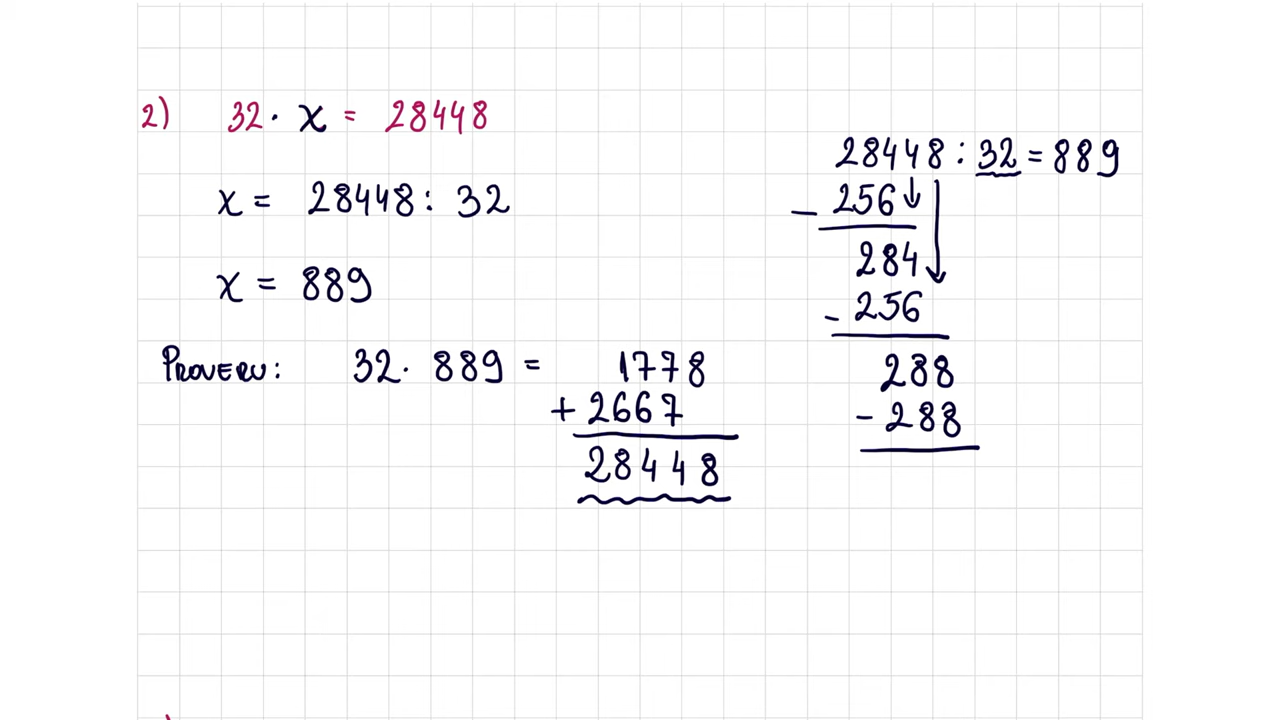 2) 32 · x = 28448
x = 28448 : 32
x = 889
PROVERU: 32 · 889 = 1778
+ 2667
28448
28448 : 32 = 889
- 256
284
- 256
288
- 288